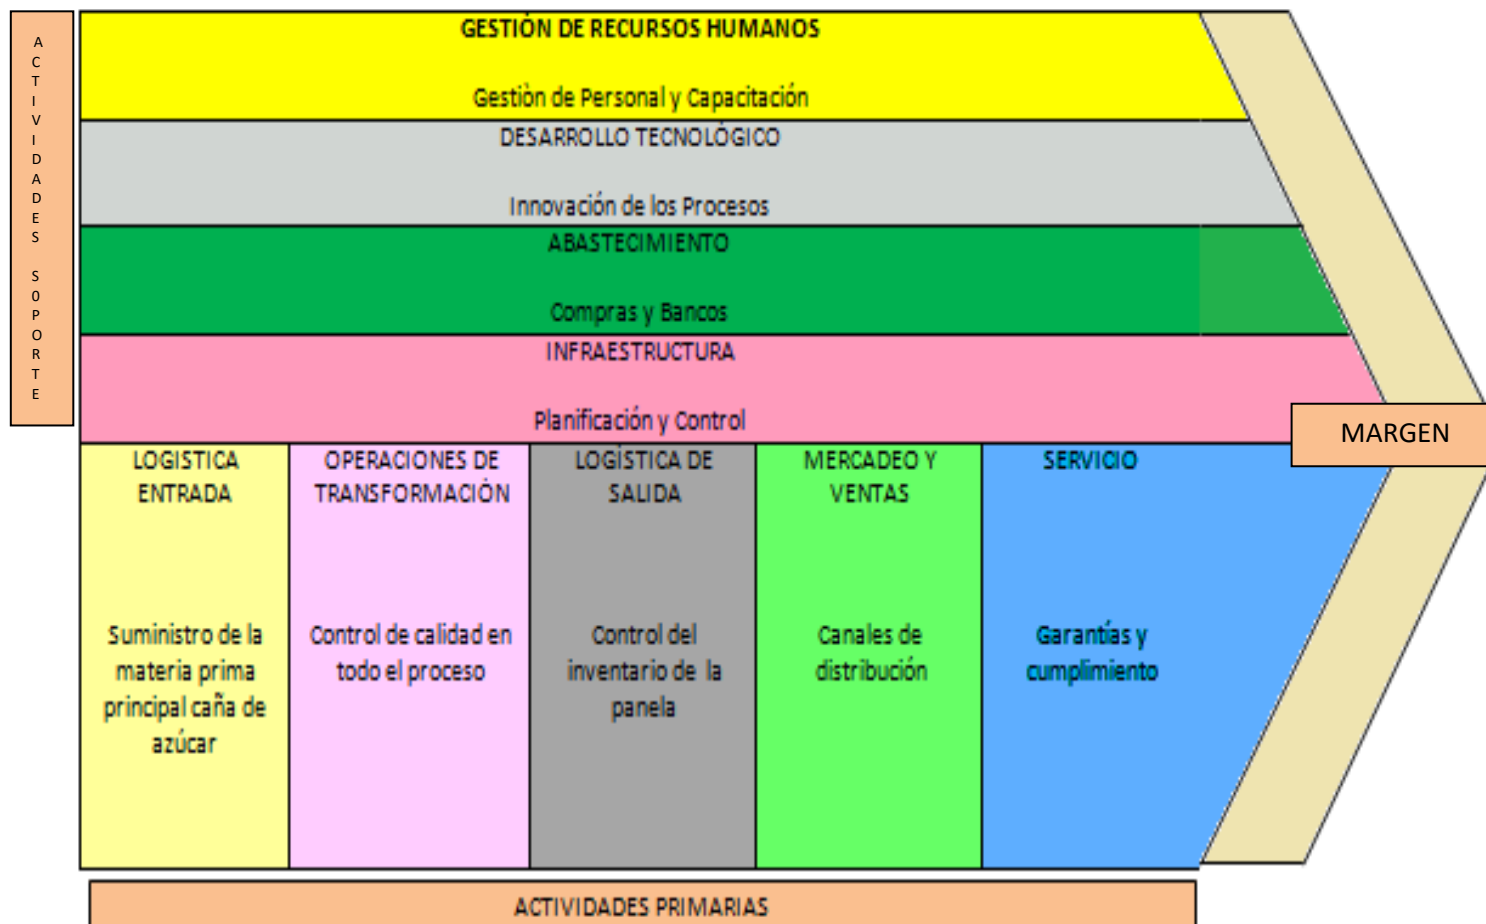 ACTIVIDADES S0PORTE
GESTIÓN DE RECURSOS HUMANOS
Gestiòn de Personal y Capacitación
DESARROLLO TECNOLÓGICO
Innovación de los Procesos
ABASTECIMIENTO
Compras y Bancos
INFRAESTRUCTURA
Planificación y Control
MARGEN
LOGISTICA
ENTRADA
Suministro de la
materia prima
principal caña de
azúcar
OPERACIONES DE
TRANSFORMACIÓN
Control de calidad en
todo el proceso
LOGÍSTICA DE
SALIDA
Control del
inventario de la
panela
MERCADEO Y
VENTAS
Canales de
distribución
SERVICIO
Garantías y
cumplimiento
ACTIVIDADES PRIMARIAS